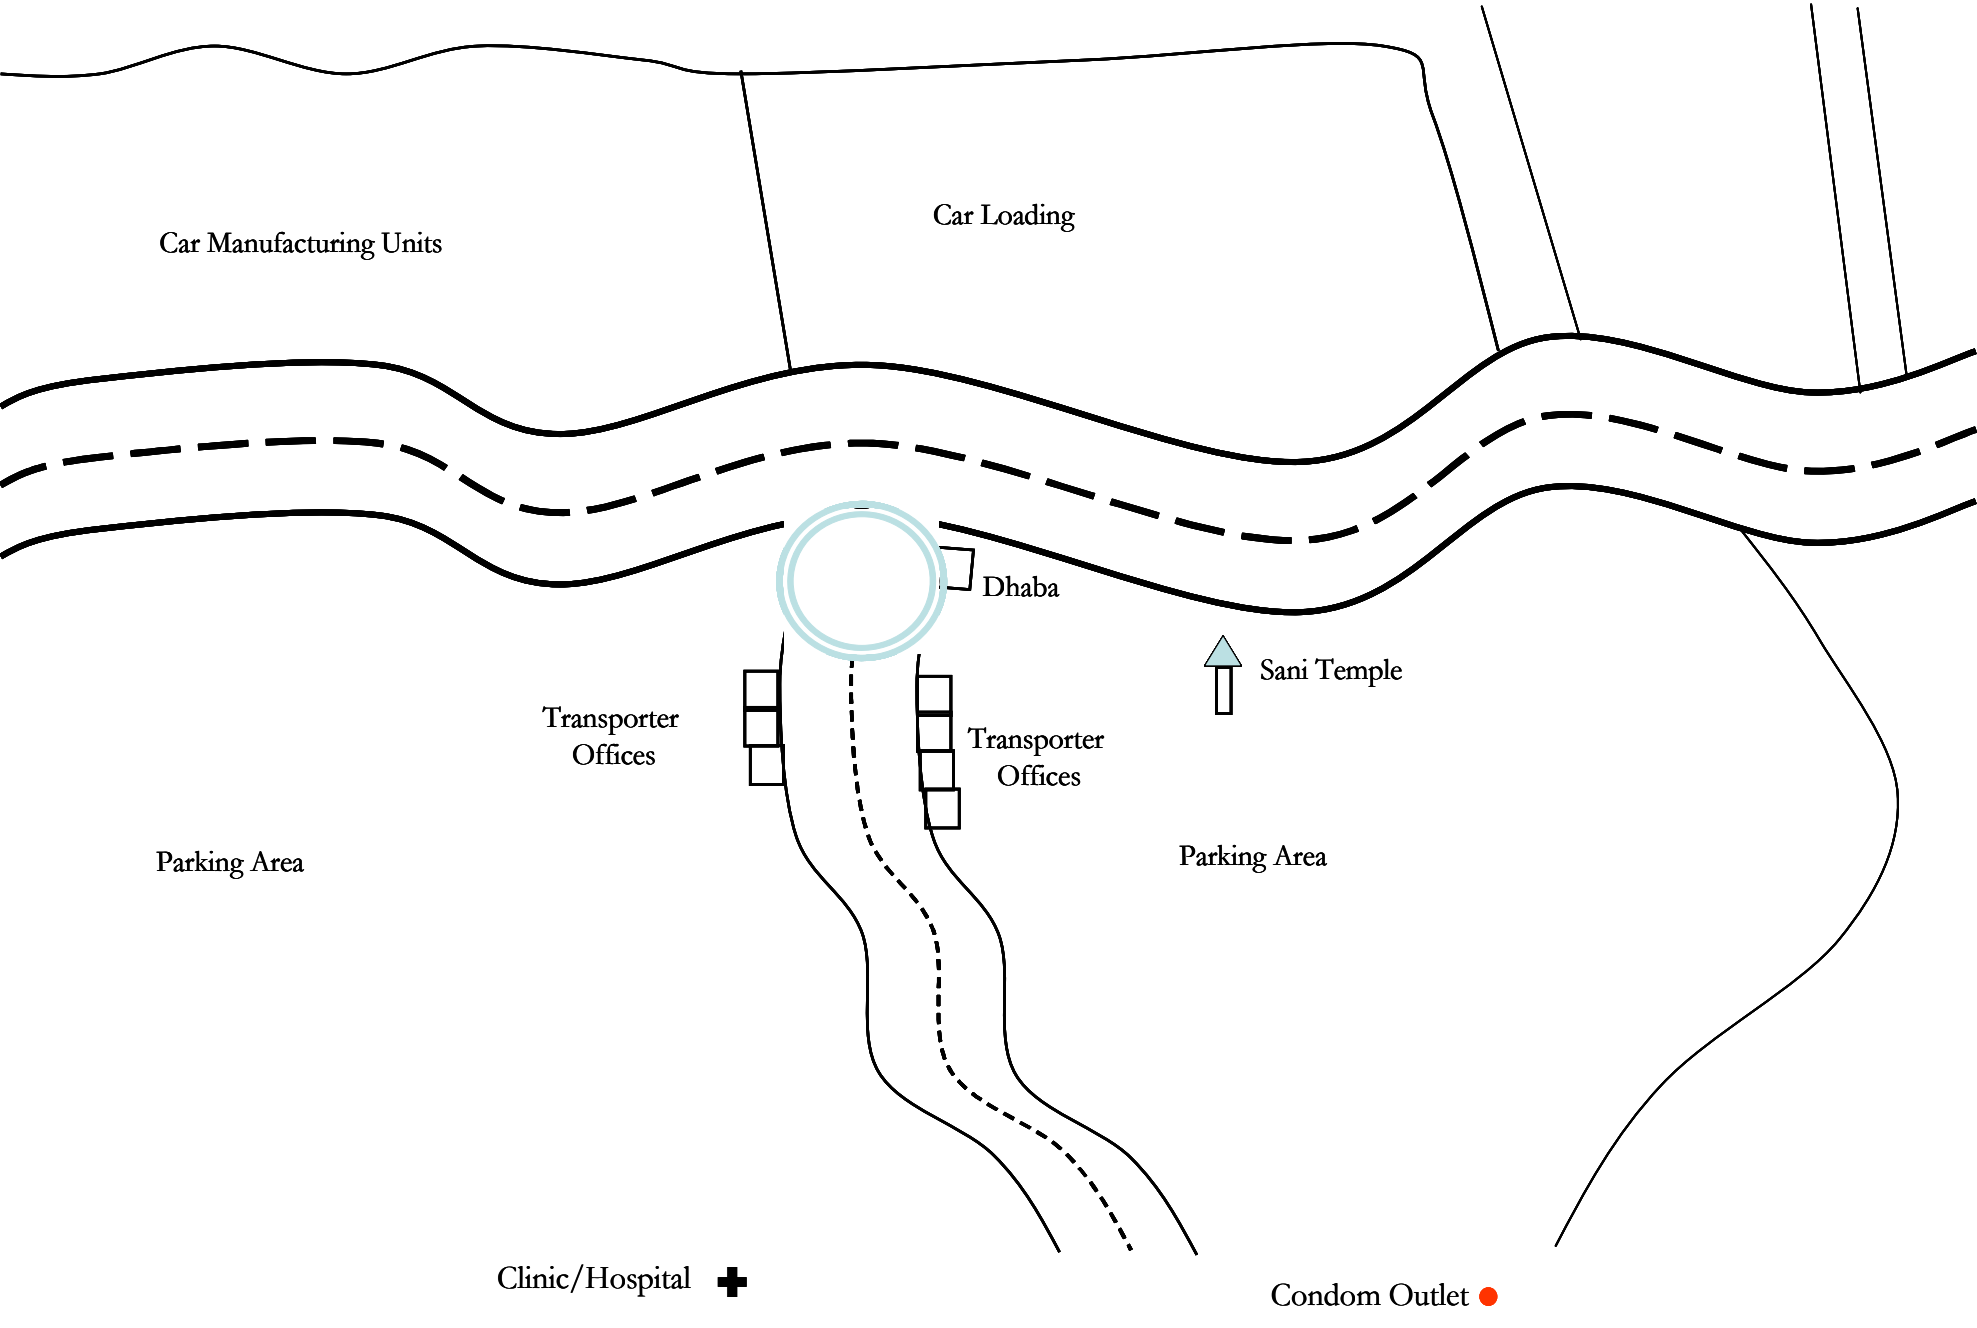 Car Loading
Car Manufacturing Units
Dhaba
Sani Temple
Transporter
Offices
Transporter
Offices
Parking Area
Parking Area
Clinic/Hospital
Condom Outlet